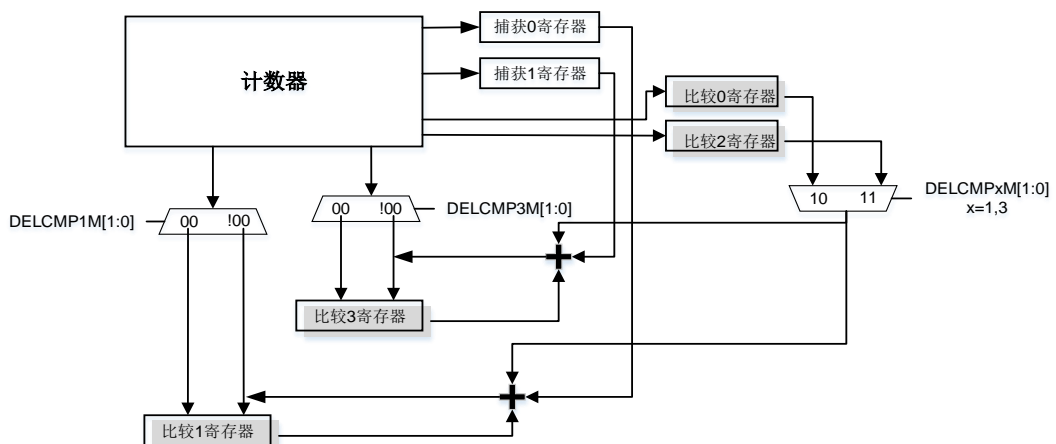 捕获0寄存器
计数器
捕获1寄存器
比较0寄存器
比较2寄存器
DELCMP1M[1:0]
00 !00
00 !00
DELCMP3M[1:0]
10 11
DELCMPxM[1:0]
x=1,3
比较3寄存器
比较1寄存器